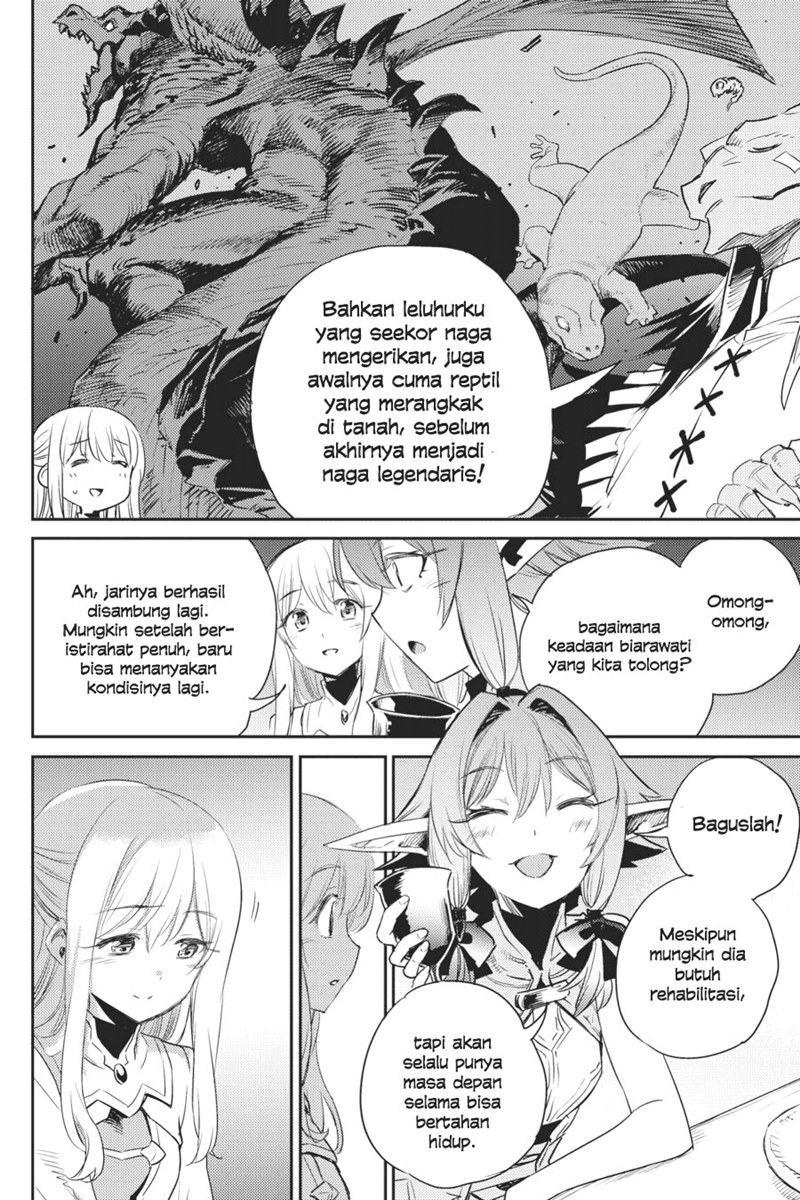 Bahkan leluhurku
yang seekor naga
mengerikan, juga
awalnya cuma reptil
yang merangkak
di tanah, sebelum
akhirnya menjadi
naga legendaris!
Omong-
omong,
bagaimana
keadaan biarawati
yang kita tolong?
Ah, jarinya berhasil
disambung lagi.
Mungkin setelah ber-
istirahat penuh, baru
bisa menanyakan
kondisinya lagi.
Baguslah!
Meskipun
mungkin dia
butuh
rehabilitasi,
tapi akan
selalu punya
masa depan
selama bisa
bertahan
hidup.